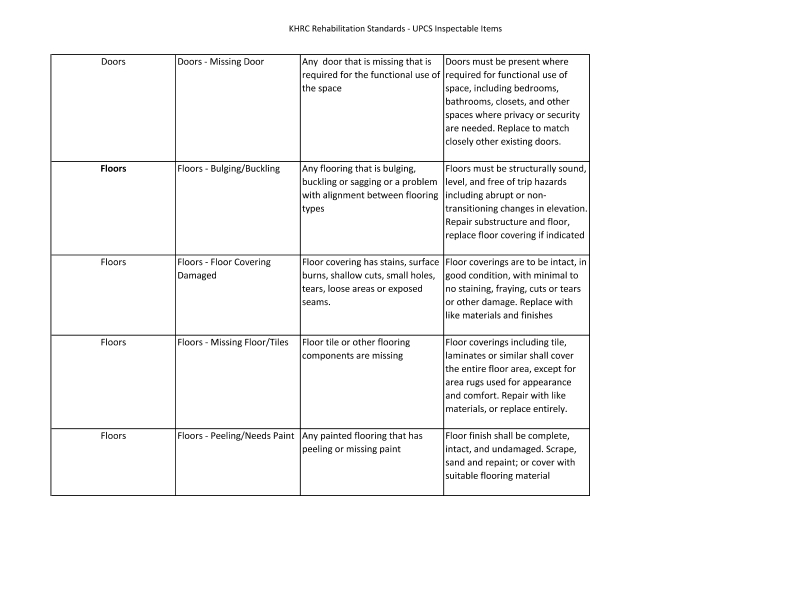 KHRC Rehabilitation Standards - UPCS Inspectable Items
Doors
Doors - Missing Door
Any  door that is missing that is
required for the functional use of
the space
Doors must be present where
required for functional use of
space, including bedrooms,
bathrooms, closets, and other
spaces where privacy or security
are needed. Replace to match
closely other existing doors.
Floors
Floors - Bulging/Buckling
Any flooring that is bulging,
buckling or sagging or a problem
with alignment between flooring
types
Floors must be structurally sound,
level, and free of trip hazards
including abrupt or non-
transitioning changes in elevation.
Repair substructure and floor,
replace floor covering if indicated
Floors
Floors - Floor Covering
Damaged
Floor covering has stains, surface
burns, shallow cuts, small holes,
tears, loose areas or exposed
seams.
Floor coverings are to be intact, in
good condition, with minimal to
no staining, fraying, cuts or tears
or other damage. Replace with
like materials and finishes
Floors
Floors - Missing Floor/Tiles
Floor tile or other flooring
components are missing
Floor coverings including tile,
laminates or similar shall cover
the entire floor area, except for
area rugs used for appearance
and comfort. Repair with like
materials, or replace entirely.
Floors
Floors - Peeling/Needs Paint
Any painted flooring that has
peeling or missing paint
Floor finish shall be complete,
intact, and undamaged. Scrape,
sand and repaint; or cover with
suitable flooring material